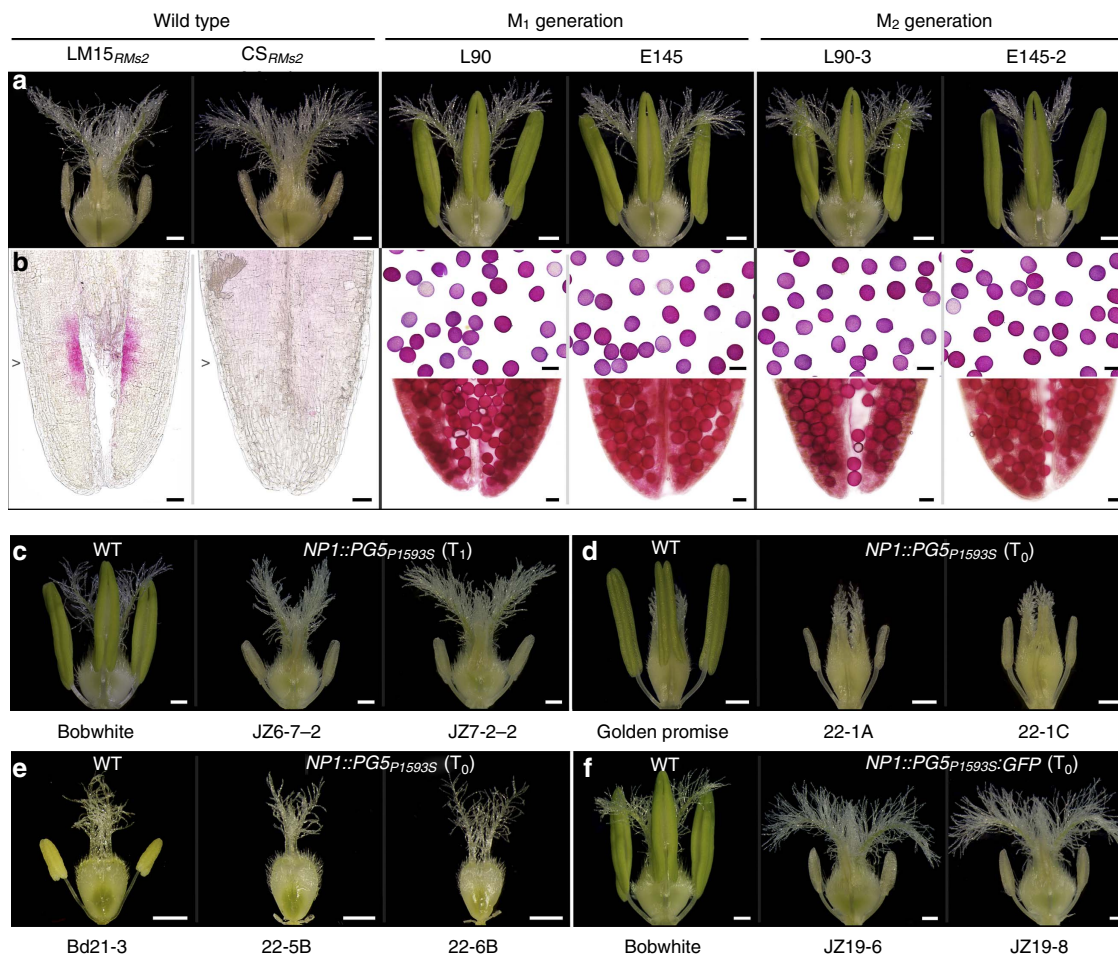 Wild type M₁ generation M₂ generation
LM15RMs2 CSRMs2 L90 E145 L90-3 E145-2
a
b
> >
c WT NP1::PG5P1593S (T₁) d WT NP1::PG5P1593S (T₀)
Bobwhite JZ6-7–2 JZ7-2–2 Golden promise 22-1A 22-1C
e WT NP1::PG5P1593S (T₀) f WT NP1::PG5P1593S:GFP (T₀)
Bd21-3 22-5B 22-6B Bobwhite JZ19-6 JZ19-8